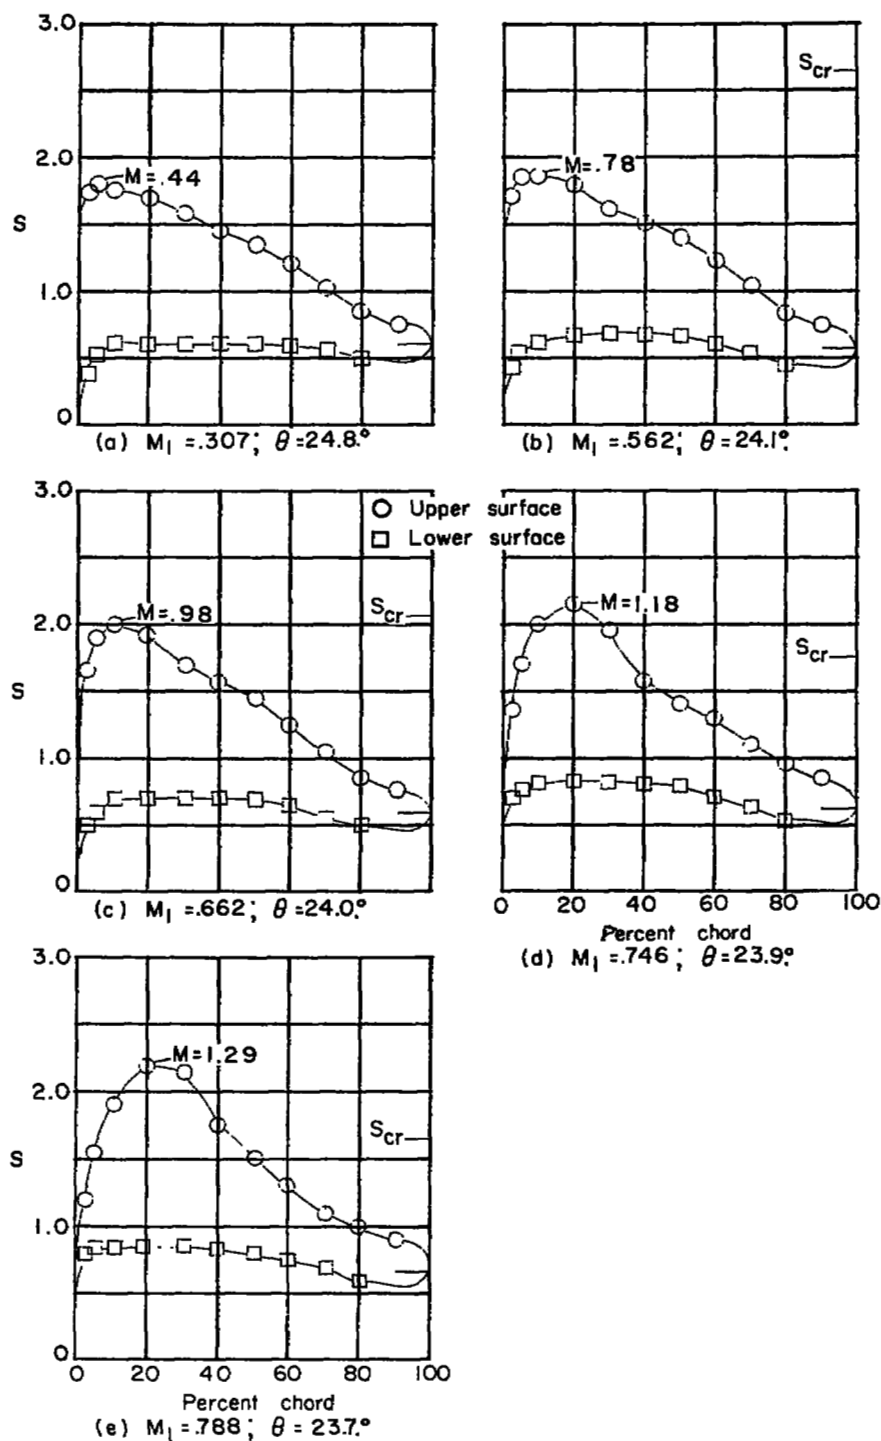 3.0
2.0
S
1.0
0
M=.44
(a) M₁ =.307; θ =24.8°
Scr
M=.78
(b) M₁ =.562; θ =24.1°
3.0
2.0
S
1.0
0
○ Upper surface
□ Lower surface
M=.98
Scr
(c) M₁ =.662; θ =24.0°
M=1.18
Scr
0 20 40 60 80 100
Percent chord
(d) M₁ =.746; θ =23.9°
3.0
2.0
S
1.0
0
M=1.29
Scr
0 20 40 60 80 100
Percent chord
(e) M₁ =.788; θ = 23.7°